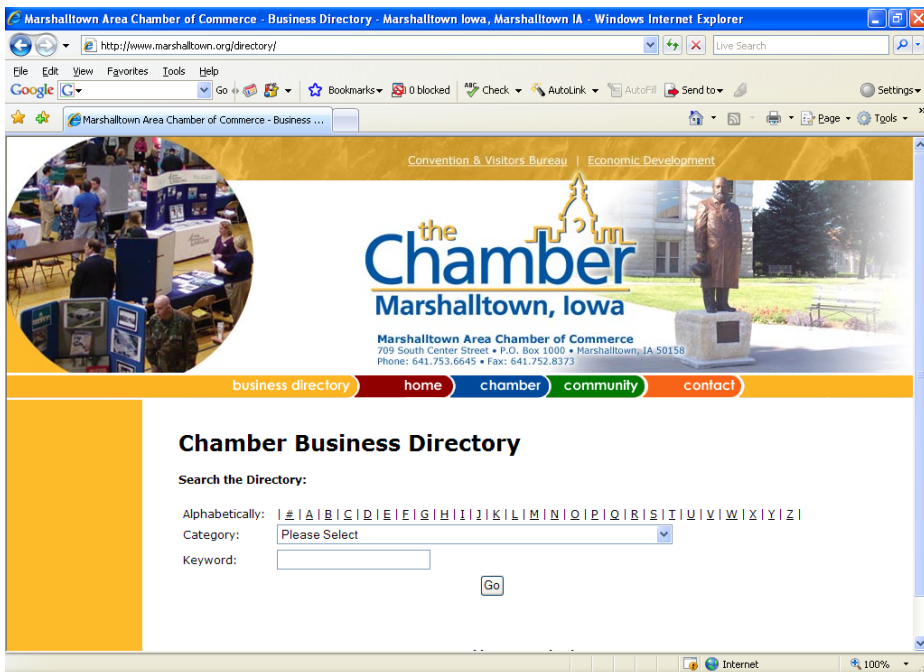 Marshalltown Area Chamber of Commerce - Business Directory - Marshalltown Iowa, Marshalltown IA - Windows Internet Explorer
http://www.marshalltown.org/directory/
Live Search
File Edit View Favorites Tools Help
Google G Go Bookmarks 0 blocked ABC Check AutoLink AutoFill Send to Settings
Marshalltown Area Chamber of Commerce - Business ... Page Tools »
Convention & Visitors Bureau | Economic Development
the
Chamber
Marshalltown, Iowa
Marshalltown Area Chamber of Commerce
709 South Center Street • P.O. Box 1000 • Marshalltown, IA 50158
Phone: 641.753.6645 • Fax: 641.752.8373
business directory home chamber community contact
Chamber Business Directory
Search the Directory:
Alphabetically: | # | A | B | C | D | E | F | G | H | I | J | K | L | M | N | O | P | Q | R | S | T | U | V | W | X | Y | Z |
Category: Please Select
Keyword:
Go
Internet 100%